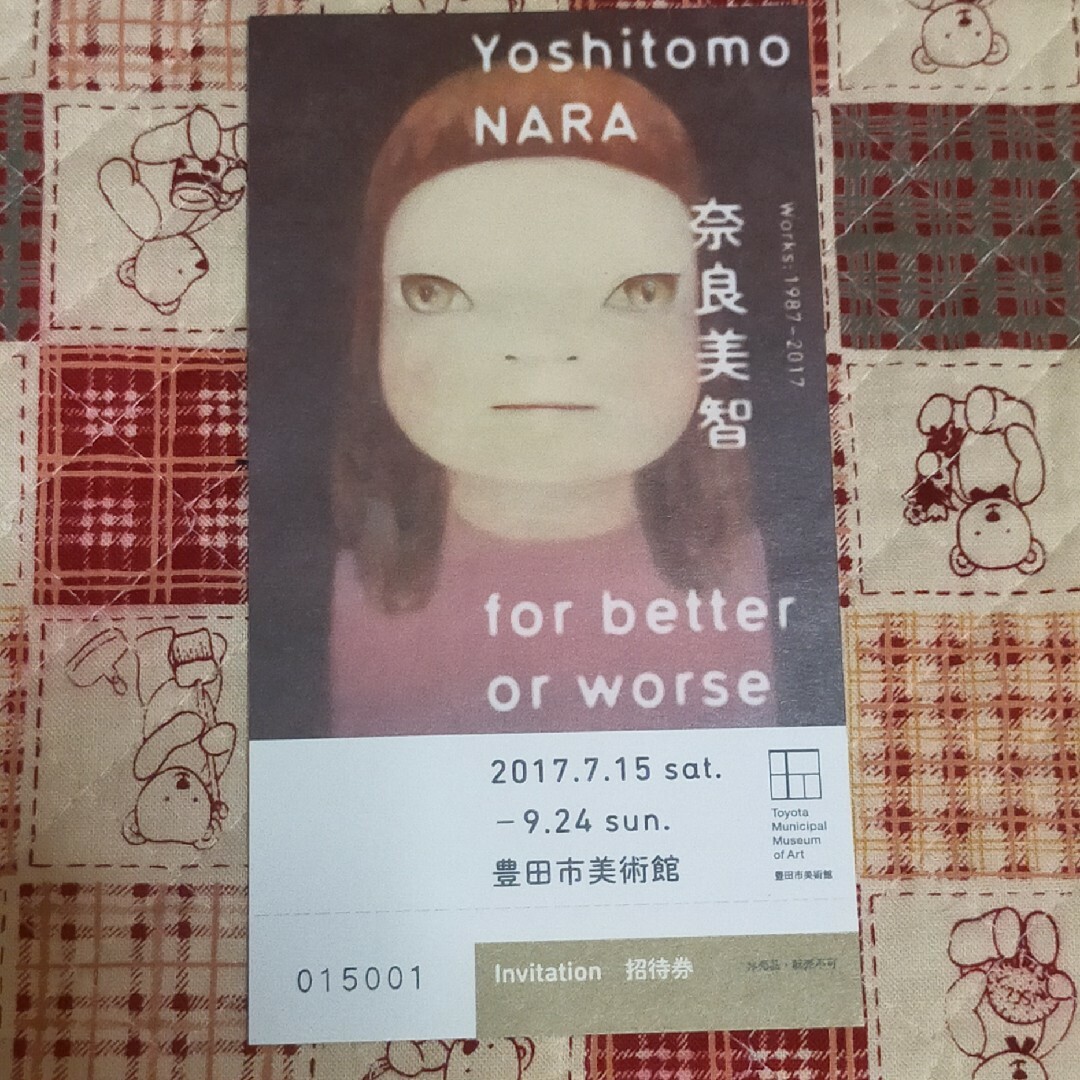 Yoshitomo
NARA
奈良美智
works: 1987-2017
for better
or worse
2017.7.15 sat.
－9.24 sun.
豊田市美術館
Toyota
Municipal
Museum
of Art
豊田市美術館
015001
Invitation 招待券